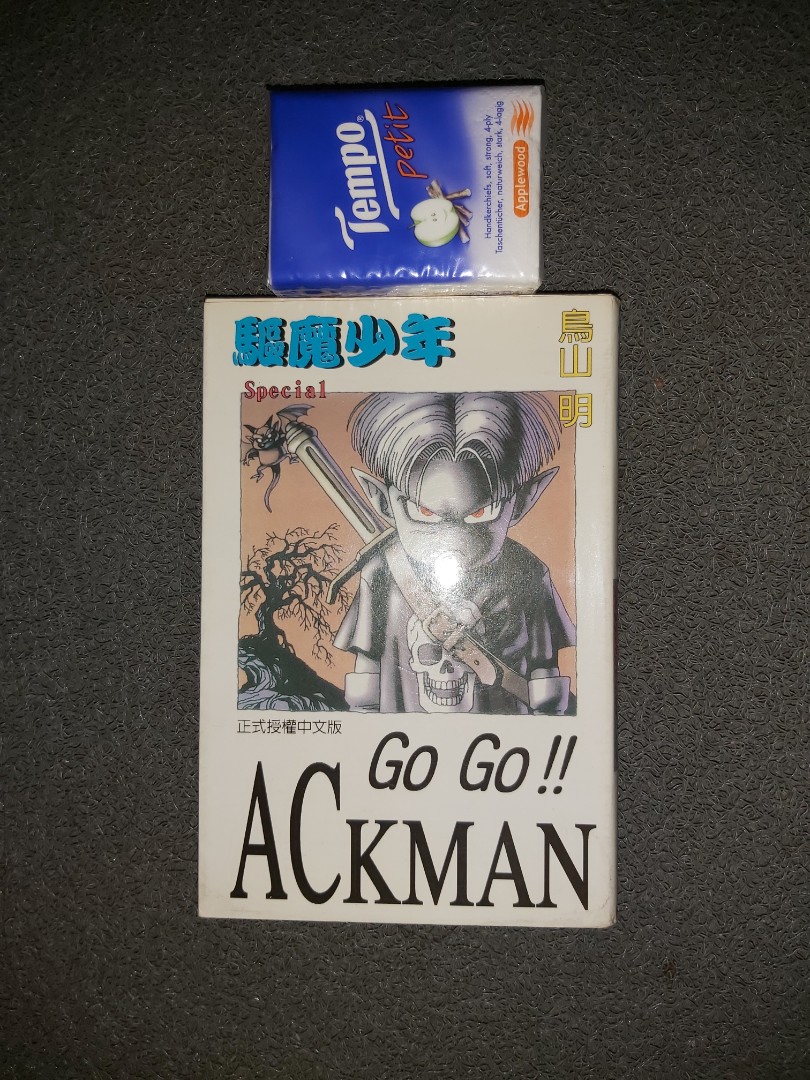 Tempo®
petit
Applewood
Handkerchiefs, soft, strong, 4-ply
Taschentücher, naturweich, stark, 4-lagig
驅魔少年
Special
鳥山明
正式授權中文版
Go Go!!
ACKMAN